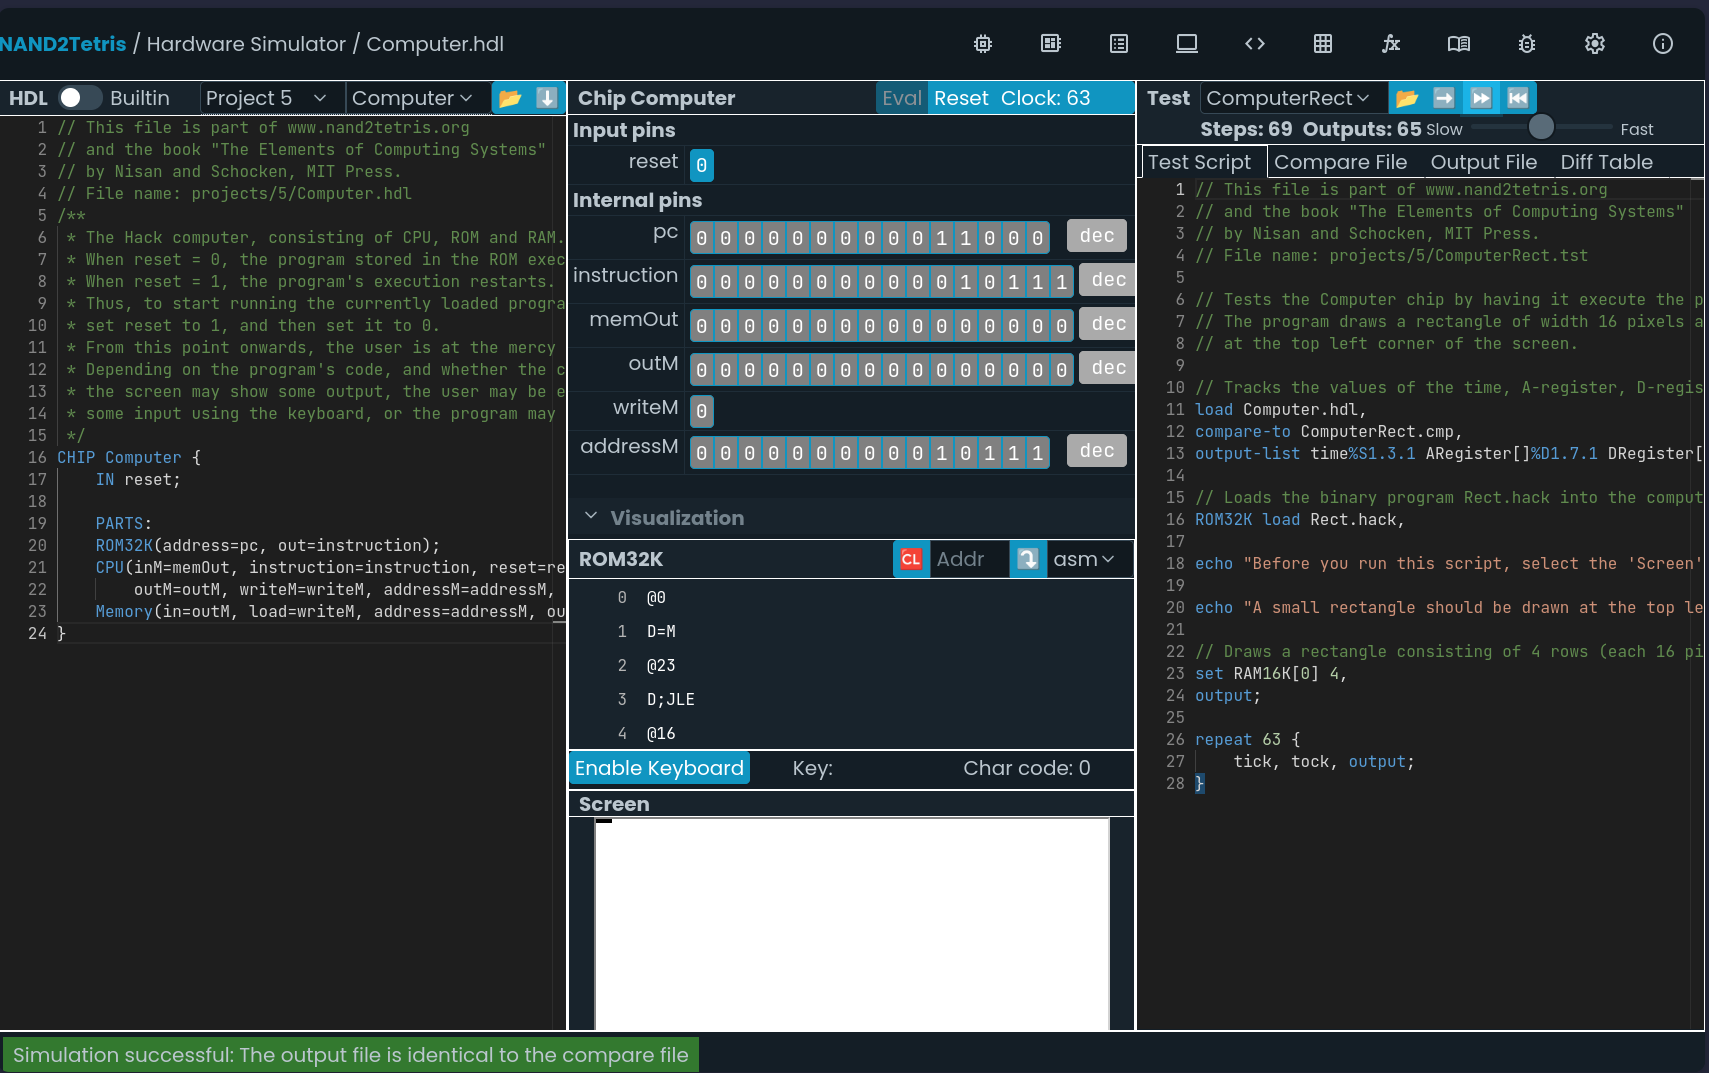 NAND2Tetris / Hardware Simulator / Computer.hdl
HDL Builtin Project 5 Computer
1 // This file is part of www.nand2tetris.org
2 // and the book "The Elements of Computing Systems"
3 // by Nisan and Schocken, MIT Press.
4 // File name: projects/5/Computer.hdl
5 /**
6 * The Hack computer, consisting of CPU, ROM and RAM.
7 * When reset = 0, the program stored in the ROM exec
8 * When reset = 1, the program's execution restarts.
9 * Thus, to start running the currently loaded progra
10 * set reset to 1, and then set it to 0.
11 * From this point onwards, the user is at the mercy
12 * Depending on the program's code, and whether the c
13 * the screen may show some output, the user may be e
14 * some input using the keyboard, or the program may
15 */
16 CHIP Computer {
17 IN reset;
18
19 PARTS:
20 ROM32K(address=pc, out=instruction);
21 CPU(inM=memOut, instruction=instruction, reset=re
22 outM=outM, writeM=writeM, addressM=addressM,
23 Memory(in=outM, load=writeM, address=addressM, ou
24 }
Chip Computer Eval Reset Clock: 63
Input pins
reset 0
Internal pins
pc 0 0 0 0 0 0 0 0 0 0 1 1 0 0 0 dec
instruction 0 0 0 0 0 0 0 0 0 0 0 1 0 1 1 1 dec
memOut 0 0 0 0 0 0 0 0 0 0 0 0 0 0 0 0 dec
outM 0 0 0 0 0 0 0 0 0 0 0 0 0 0 0 0 dec
writeM 0
addressM 0 0 0 0 0 0 0 0 0 0 1 0 1 1 1 dec
Visualization
ROM32K CL Addr asm
0 @0
1 D=M
2 @23
3 D;JLE
4 @16
Enable Keyboard Key: Char code: 0
Screen
Test ComputerRect
Steps: 69 Outputs: 65 Slow Fast
Test Script Compare File Output File Diff Table
1 // This file is part of www.nand2tetris.org
2 // and the book "The Elements of Computing Systems"
3 // by Nisan and Schocken, MIT Press.
4 // File name: projects/5/ComputerRect.tst
5
6 // Tests the Computer chip by having it execute the p
7 // The program draws a rectangle of width 16 pixels a
8 // at the top left corner of the screen.
9
10 // Tracks the values of the time, A-register, D-regis
11 load Computer.hdl,
12 compare-to ComputerRect.cmp,
13 output-list time%S1.3.1 ARegister[]%D1.7.1 DRegister[
14
15 // Loads the binary program Rect.hack into the comput
16 ROM32K load Rect.hack,
17
18 echo "Before you run this script, select the 'Screen'
19
20 echo "A small rectangle should be drawn at the top le
21
22 // Draws a rectangle consisting of 4 rows (each 16 pi
23 set RAM16K[0] 4,
24 output;
25
26 repeat 63 {
27 tick, tock, output;
28 }
Simulation successful: The output file is identical to the compare file